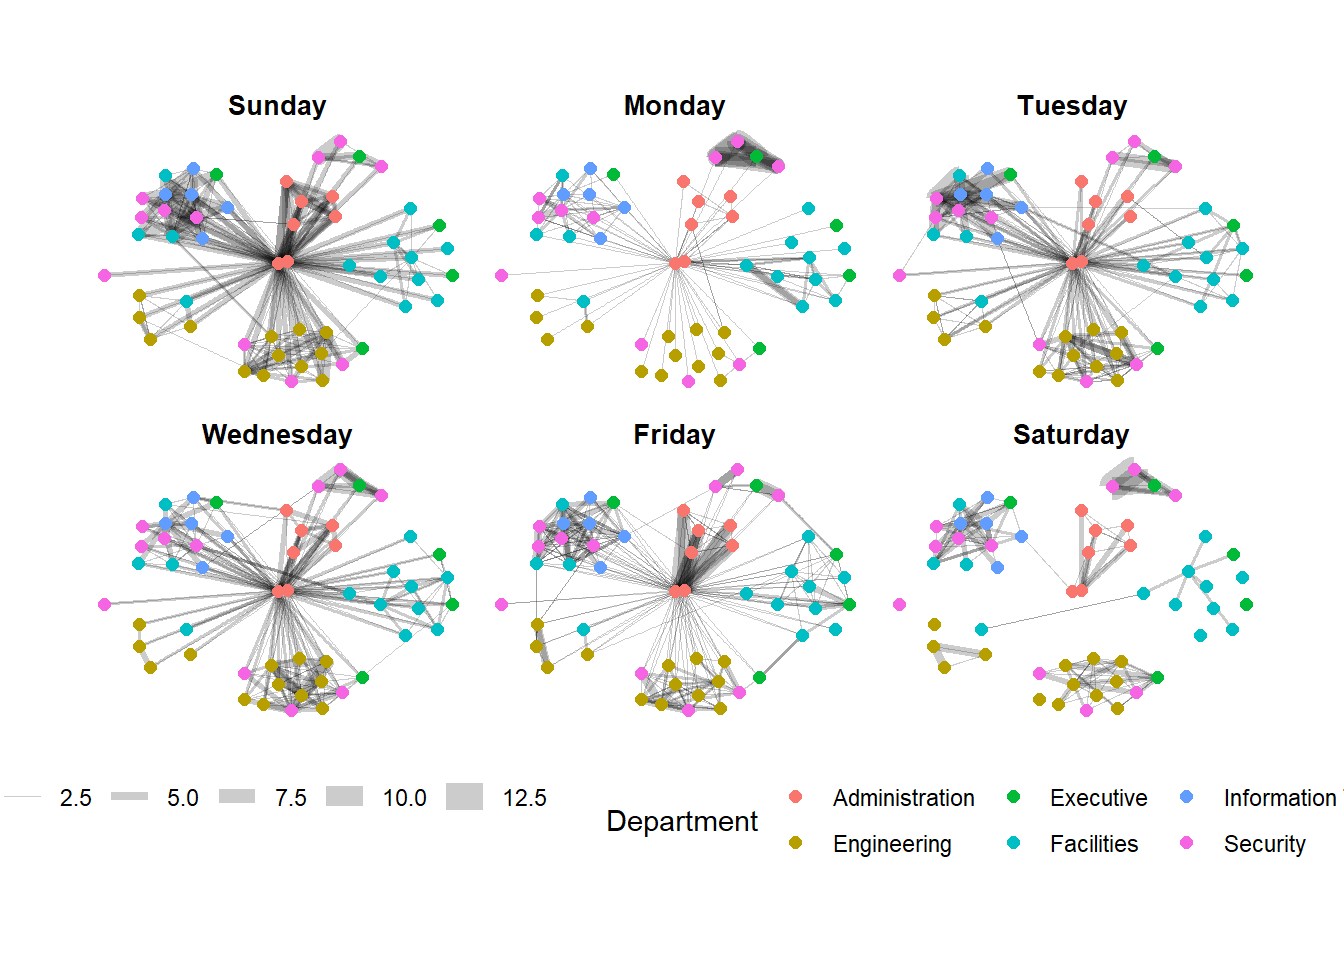 Sunday Monday Tuesday
Wednesday Friday Saturday
2.5 5.0 7.5 10.0 12.5
Department
Administration Executive Information
Engineering Facilities Security